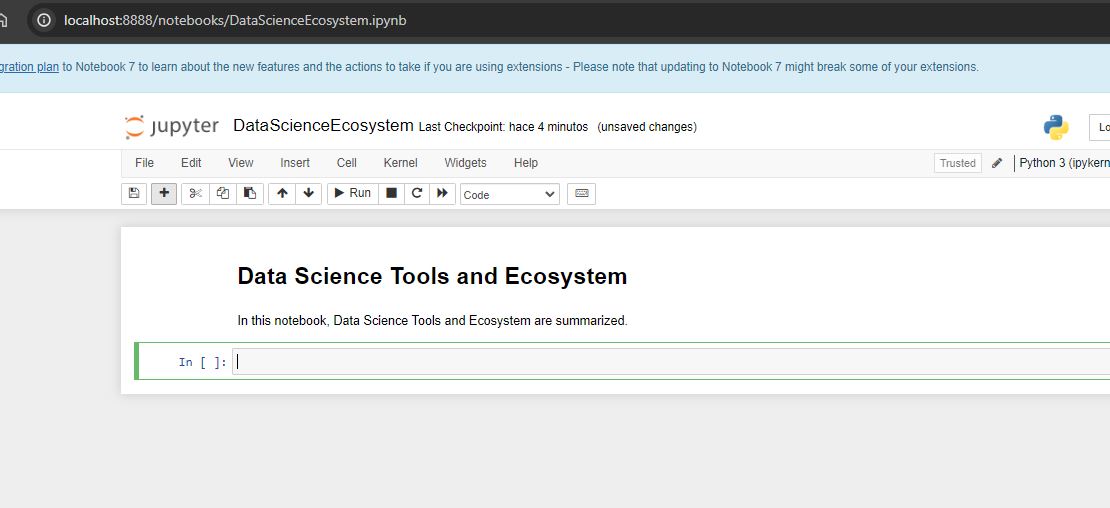 localhost:8888/notebooks/DataScienceEcosystem.ipynb
gration plan to Notebook 7 to learn about the new features and the actions to take if you are using extensions - Please note that updating to Notebook 7 might break some of your extensions.
jupyter DataScienceEcosystem Last Checkpoint: hace 4 minutos (unsaved changes) Lo
File Edit View Insert Cell Kernel Widgets Help Trusted Python 3 (ipykern
Run Code
Data Science Tools and Ecosystem
In this notebook, Data Science Tools and Ecosystem are summarized.
In [ ]: